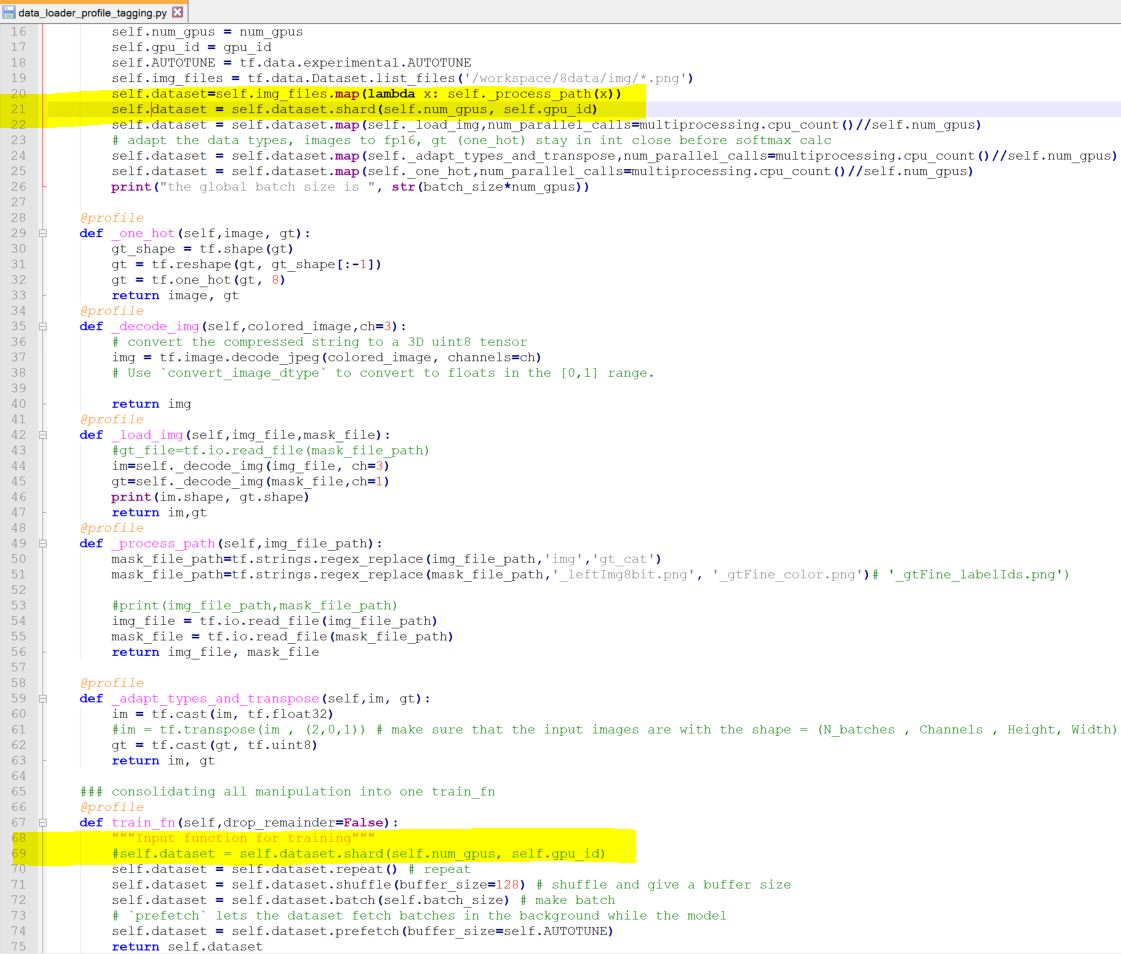 data_loader_profile_tagging.py
16 self.num_gpus = num_gpus
17 self.gpu_id = gpu_id
18 self.AUTOTUNE = tf.data.experimental.AUTOTUNE
19 self.img_files = tf.data.Dataset.list_files('/workspace/8data/img/*.png')
20 self.dataset=self.img_files.map(lambda x: self._process_path(x))
21 self.dataset = self.dataset.shard(self.num_gpus, self.gpu_id)
22 self.dataset = self.dataset.map(self._load_img,num_parallel_calls=multiprocessing.cpu_count()//self.num_gpus)
23 # adapt the data types, images to fp16, gt (one_hot) stay in int close before softmax calc
24 self.dataset = self.dataset.map(self._adapt_types_and_transpose,num_parallel_calls=multiprocessing.cpu_count()//self.num_gpus)
25 self.dataset = self.dataset.map(self._one_hot,num_parallel_calls=multiprocessing.cpu_count()//self.num_gpus)
26 print("the global batch size is ", str(batch_size*num_gpus))
27
28 @profile
29 def _one_hot(self,image, gt):
30 gt_shape = tf.shape(gt)
31 gt = tf.reshape(gt, gt_shape[:-1])
32 gt = tf.one_hot(gt, 8)
33 return image, gt
34 @profile
35 def _decode_img(self,colored_image,ch=3):
36 # convert the compressed string to a 3D uint8 tensor
37 img = tf.image.decode_jpeg(colored_image, channels=ch)
38 # Use `convert_image_dtype` to convert to floats in the [0,1] range.
39
40 return img
41 @profile
42 def _load_img(self,img_file,mask_file):
43 #gt_file=tf.io.read_file(mask_file_path)
44 im=self._decode_img(img_file, ch=3)
45 gt=self._decode_img(mask_file,ch=1)
46 print(im.shape, gt.shape)
47 return im,gt
48 @profile
49 def _process_path(self,img_file_path):
50 mask_file_path=tf.strings.regex_replace(img_file_path,'img','gt_cat')
51 mask_file_path=tf.strings.regex_replace(mask_file_path,'_leftImg8bit.png', '_gtFine_color.png')# '_gtFine_labelIds.png')
52
53 #print(img_file_path,mask_file_path)
54 img_file = tf.io.read_file(img_file_path)
55 mask_file = tf.io.read_file(mask_file_path)
56 return img_file, mask_file
57
58 @profile
59 def _adapt_types_and_transpose(self,im, gt):
60 im = tf.cast(im, tf.float32)
61 #im = tf.transpose(im , (2,0,1)) # make sure that the input images are with the shape = (N_batches , Channels , Height, Width)
62 gt = tf.cast(gt, tf.uint8)
63 return im, gt
64
65 ### consolidating all manipulation into one train_fn
66 @profile
67 def train_fn(self,drop_remainder=False):
68 """Input function for training"""
69 #self.dataset = self.dataset.shard(self.num_gpus, self.gpu_id)
70 self.dataset = self.dataset.repeat() # repeat
71 self.dataset = self.dataset.shuffle(buffer_size=128) # shuffle and give a buffer size
72 self.dataset = self.dataset.batch(self.batch_size) # make batch
73 # `prefetch` lets the dataset fetch batches in the background while the model
74 self.dataset = self.dataset.prefetch(buffer_size=self.AUTOTUNE)
75 return self.dataset